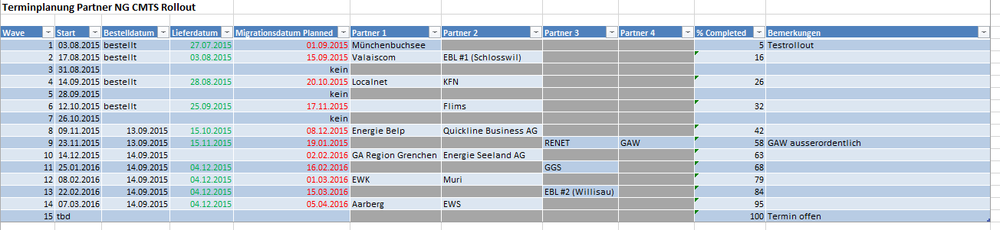 Terminplanung Partner NG CMTS Rollout
Wave Start Bestelldatum Lieferdatum Migrationsdatum Planned Partner 1 Partner 2 Partner 3 Partner 4 % Completed Bemerkungen
1 03.08.2015 bestellt 27.07.2015 01.09.2015 Münchenbuchsee 5 Testrollout
2 17.08.2015 bestellt 03.08.2015 15.09.2015 Valaiscom EBL #1 (Schlosswil) 16
3 31.08.2015 kein
4 14.09.2015 bestellt 28.08.2015 20.10.2015 Localnet KFN 26
5 28.09.2015 kein
6 12.10.2015 bestellt 25.09.2015 17.11.2015 Flims 32
7 26.10.2015 kein
8 09.11.2015 13.09.2015 15.10.2015 08.12.2015 Energie Belp Quickline Business AG 42
9 23.11.2015 13.09.2015 15.11.2015 19.01.2015 RENET GAW 58 GAW ausserordentlich
10 14.12.2015 14.09.2015 02.02.2016 GA Region Grenchen Energie Seeland AG 63
11 25.01.2016 14.09.2015 04.12.2015 16.02.2016 GGS 68
12 08.02.2016 14.09.2015 04.12.2015 01.03.2016 EWK Muri 79
13 22.02.2016 14.09.2015 04.12.2015 15.03.2016 EBL #2 (Willisau) 84
14 07.03.2016 14.09.2015 04.12.2015 05.04.2016 Aarberg EWS 95
15 tbd 100 Termin offen